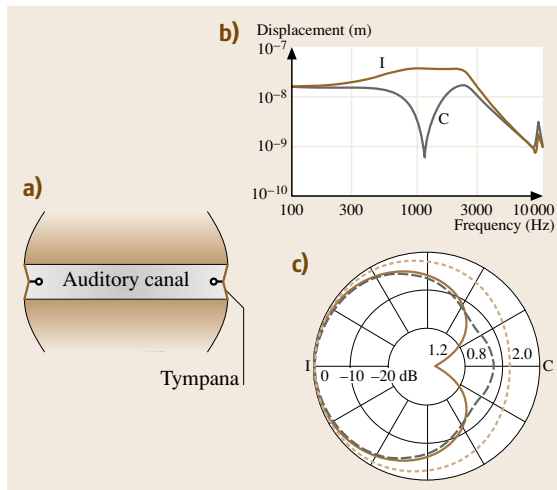 b)
Displacement (m)
10⁻⁷
10⁻⁸
10⁻⁹
10⁻¹⁰
I
C
100 300 1000 3000 10 000
Frequency (Hz)
a)
Auditory canal
Tympana
c)
I
0 –10 –20 dB
1.2 0.8 2.0
C